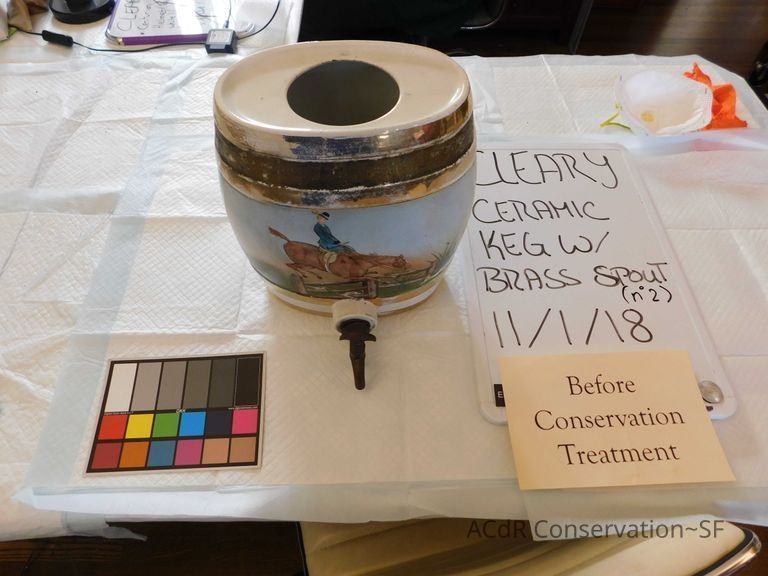 CLEARY
CERAMIC
KEG W/
BRASS SPOUT
(n°2)
11/1/18
Before
Conservation
Treatment
ACdR Conservation~SF